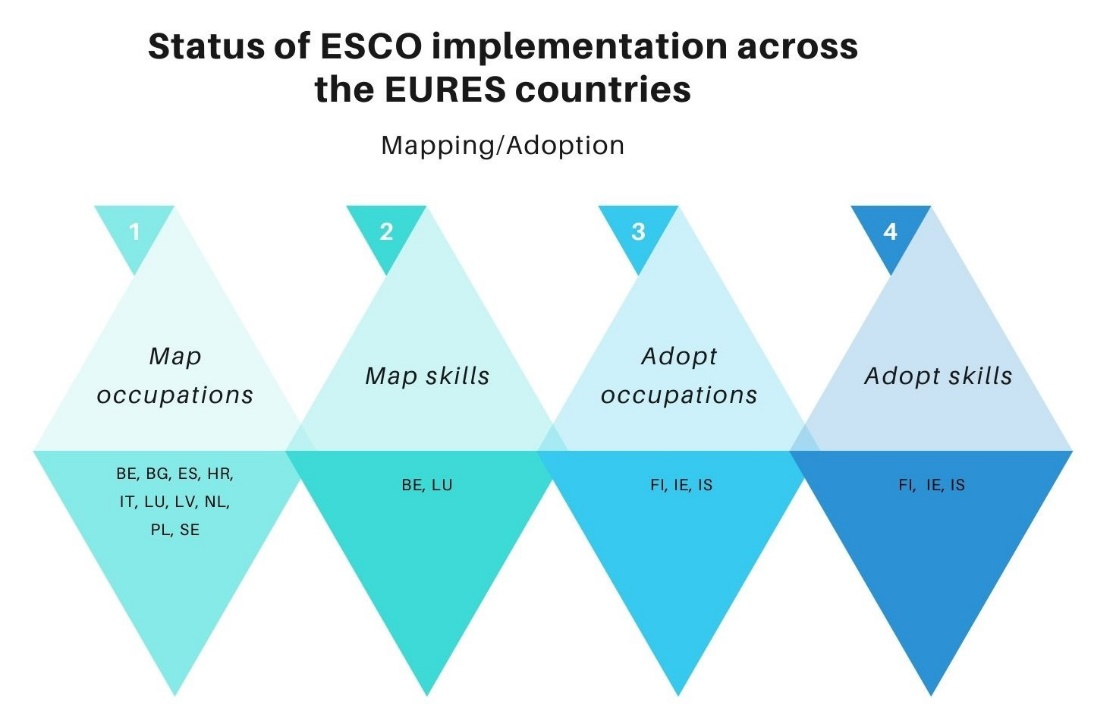 Status of ESCO implementation across
the EURES countries
Mapping/Adoption
1
Map
occupations
BE, BG, ES, HR,
IT, LU, LV, NL,
PL, SE
2
Map skills
BE, LU
3
Adopt
occupations
FI, IE, IS
4
Adopt skills
FI, IE, IS